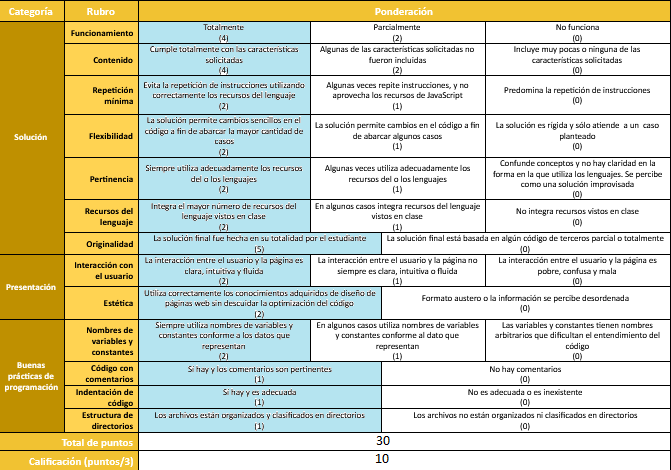 Categoría Rubro Ponderación
Solución
Funcionamiento
Totalmente
(4)
Parcialmente
(2)
No funciona
(0)
Contenido
Cumple totalmente con las características
solicitadas
(4)
Algunas de las características solicitadas no
fueron incluidas
(2)
Incluye muy pocas o ninguna de las
características solicitadas
(0)
Repetición
mínima
Evita la repetición de instrucciones utilizando
correctamente los recursos del lenguaje
(2)
Algunas veces repite instrucciones, y
no aprovecha los recursos de JavaScript
(1)
Predomina la repetición de instrucciones
(0)
Flexibilidad
La solución permite cambios sencillos en el
código a fin de abarcar la mayor cantidad de
casos
(2)
La solución permite cambios en el código a fin
de abarcar algunos casos
(1)
La solución es rígida y sólo atiende a un caso
planteado
(0)
Pertinencia
Siempre utiliza adecuadamente los recursos
del o los lenguajes
(2)
Algunas veces utiliza adecuadamente los
recursos del o los lenguajes
(1)
Confunde conceptos y no hay claridad en la
forma en la que utiliza los lenguajes. Se percibe
como una solución improvisada
(0)
Recursos del
lenguaje
Integra el mayor número de recursos del
lenguaje vistos en clase
(2)
En algunos casos integra recursos del lenguaje
vistos en clase
(1)
No integra recursos vistos en clase
(0)
Originalidad
La solución final fue hecha en su totalidad por el estudiante
(5)
La solución final está basada en algún código de terceros parcial o totalmente
(0)
Presentación
Interacción con
el usuario
La interacción entre el usuario y la página es
clara, intuitiva y fluida
(2)
La interacción entre el usuario y la página no
siempre es clara, intuitiva o fluida
(1)
La interacción entre el usuario y la página es
pobre, confusa y mala
(0)
Estética
Utiliza correctamente los conocimientos adquiridos de diseño de
páginas web sin descuidar la optimización del código
(2)
Formato austero o la información se percibe desordenada
(0)
Buenas
prácticas de
programación
Nombres de
variables y
constantes
Siempre utiliza nombres de variables y
constantes conforme a los datos que
representan
(2)
En algunos casos utiliza nombres de variables
y constantes conforme al dato que
representan
(1)
Las variables y constantes tienen nombres
arbitrarios que dificultan el entendimiento del
código
(0)
Código con
comentarios
Sí hay y los comentarios son pertinentes
(1)
No hay comentarios
(0)
Indentación de
código
Sí hay y es adecuada
(1)
No es adecuada o es inexistente
(0)
Estructura de
directorios
Los archivos están organizados y clasificados en directorios
(1)
Los archivos no están organizados ni clasificados en directorios
(0)
Total de puntos 30
Calificación (puntos/3) 10